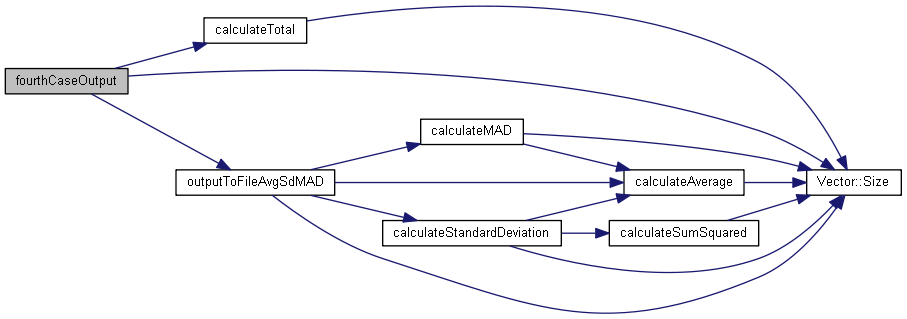 calculateTotal
fourthCaseOutput
calculateMAD
outputToFileAvgSdMAD
calculateAverage
Vector::Size
calculateStandardDeviation
calculateSumSquared